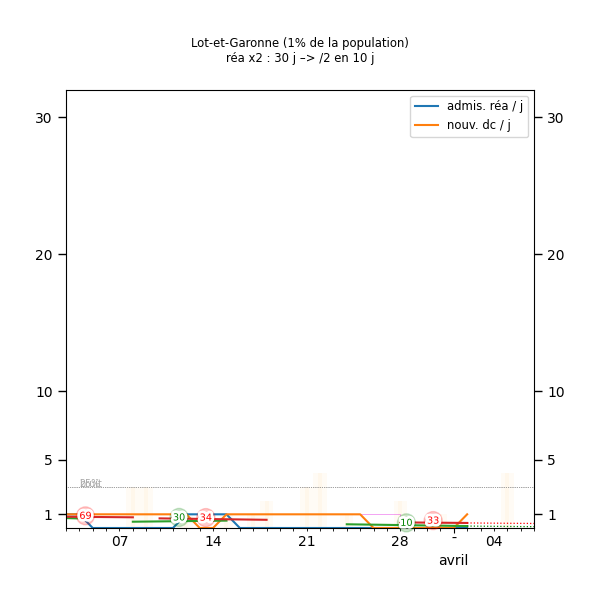 Lot-et-Garonne (1% de la population)
réa x2 : 30 j –> /2 en 10 j
admis. réa / j
nouv. dc / j
30 30
20 20
10 10
5 5
1 1
69 30 34 -10 33
07 14 21 28 - 04
avril